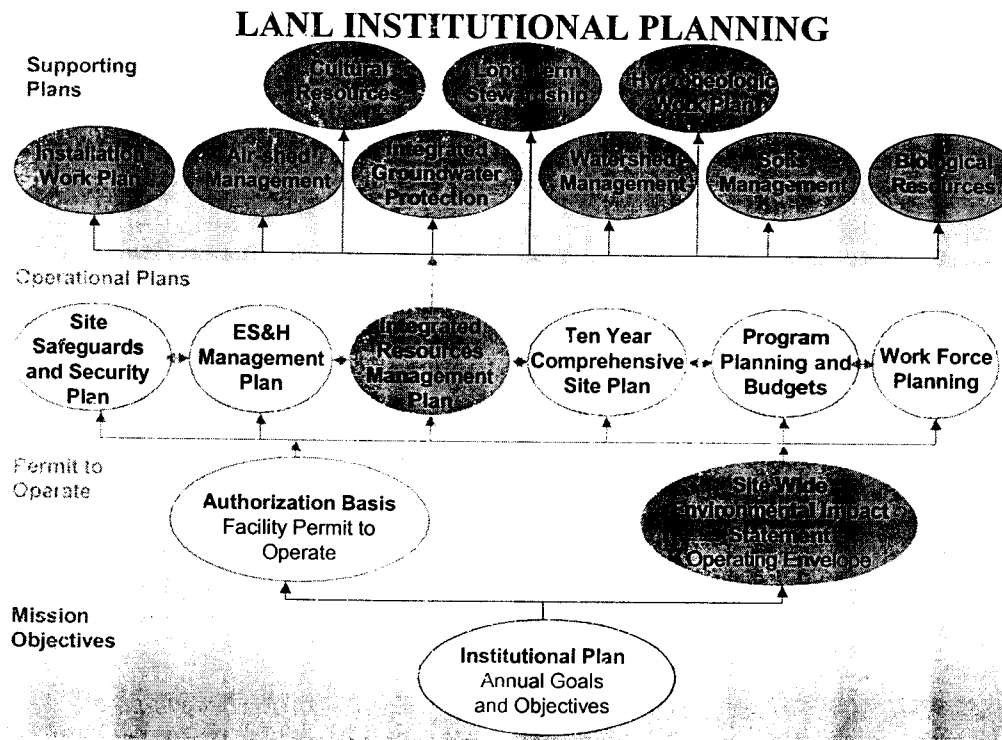 LANL INSTITUTIONAL PLANNING
Supporting
Plans
Cultural
Resources
Long Term
Stewardship
Hydrogeologic
Work Plan
Installation
Work Plan
Air-shed
Management
Integrated
Groundwater
Protection
Watershed
Management
Soils
Management
Biological
Resources
Operational Plans
Site
Safeguards
and Security
Plan
ES&H
Management
Plan
Integrated
Resources
Management
Plan
Ten Year
Comprehensive
Site Plan
Program
Planning and
Budgets
Work Force
Planning
Permit to
Operate
Authorization Basis
Facility Permit to
Operate
Site Wide
Environmental Impact
Statement
Operating Envelope
Mission
Objectives
Institutional Plan
Annual Goals
and Objectives